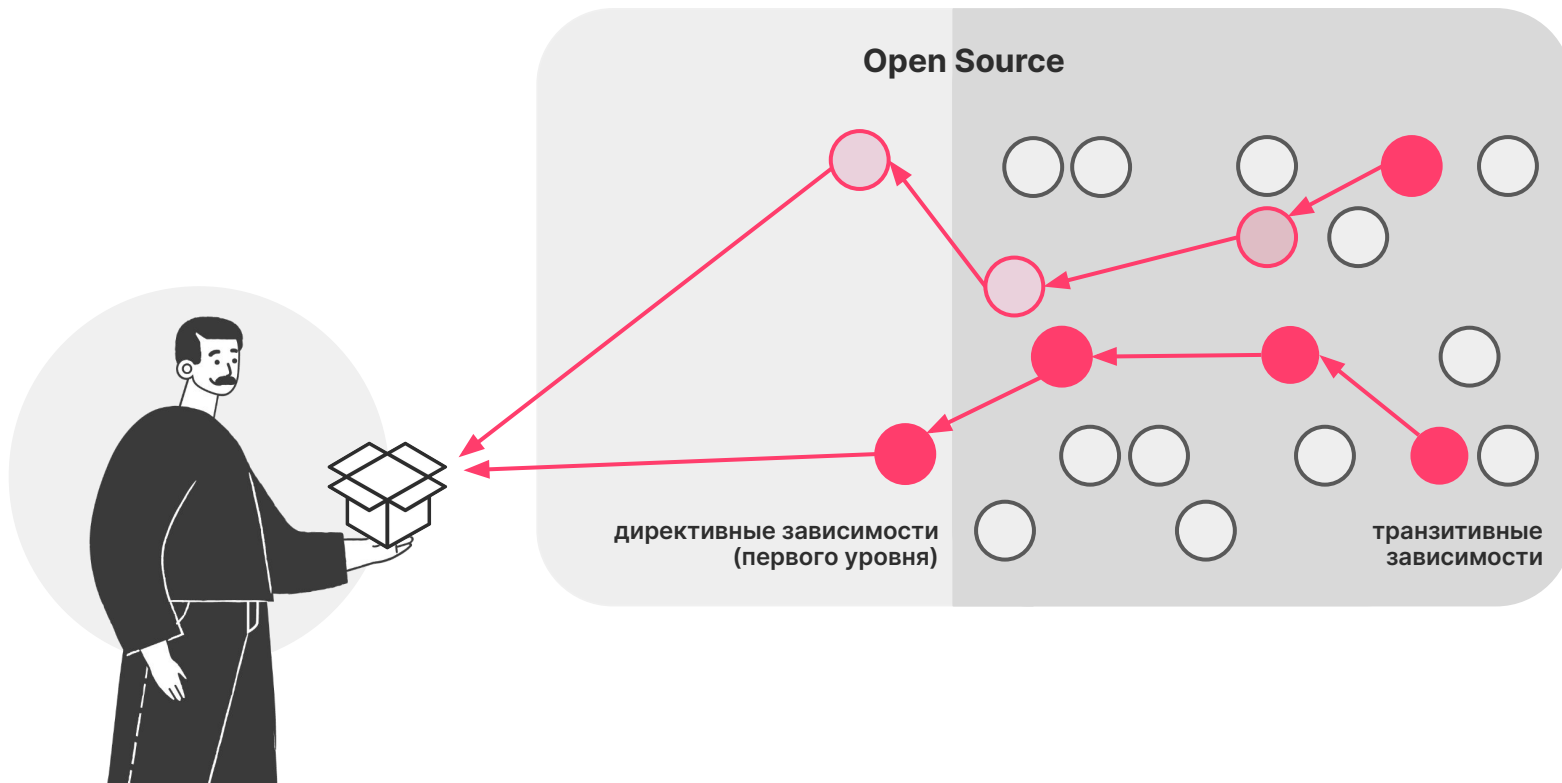 Open Source
директивные зависимости
(первого уровня)
транзитивные
зависимости